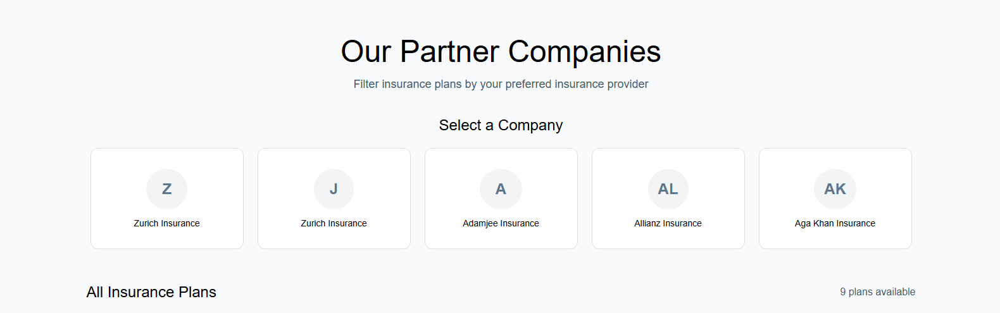 Our Partner Companies
Filter insurance plans by your preferred insurance provider
Select a Company
Z
Zurich Insurance
J
Zurich Insurance
A
Adamjee Insurance
AL
Allianz Insurance
AK
Aga Khan Insurance
All Insurance Plans
9 plans available